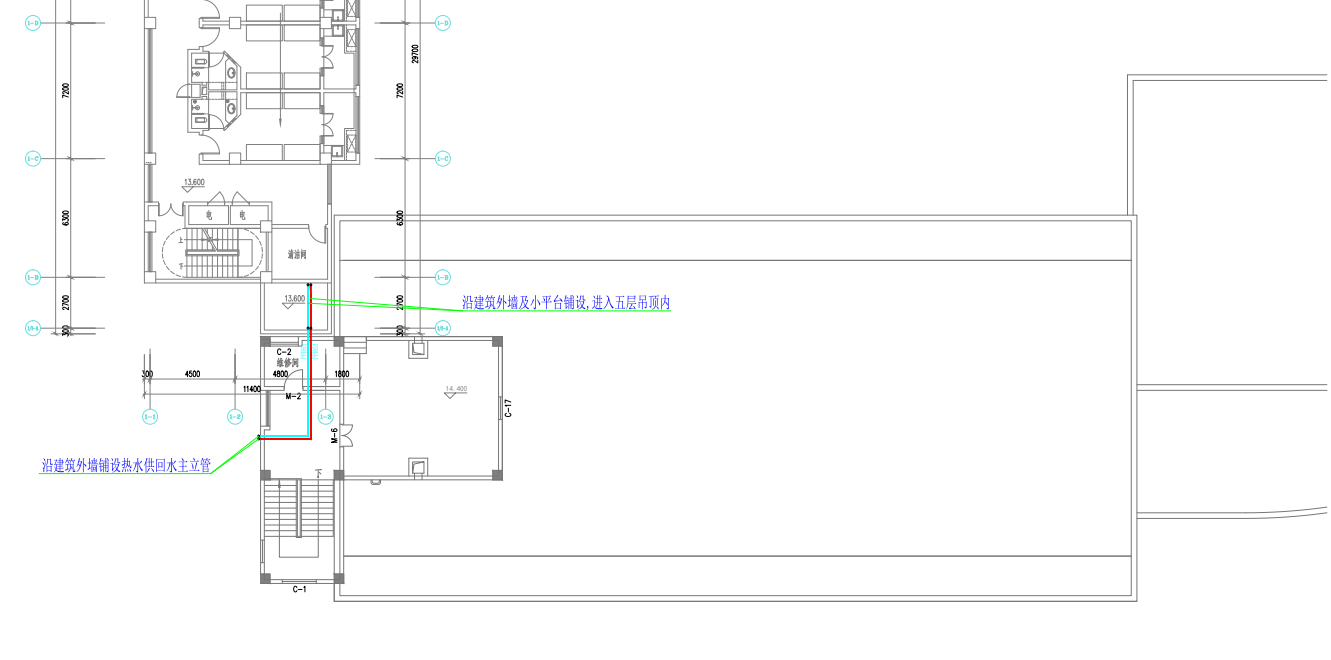 1-D
1-D
29700
7200
7200
1-C
1-C
13.600
6300
6300
电
电
上
下
清洁间
1-B
1-B
2700
2700
13.600
沿建筑外墙及小平台铺设,进入五层吊顶内
300
300
C-2
维修间
300
4500
4800
1800
11400
M-2
14.400
C-17
1-1
1-2
1-3
M-6
沿建筑外墙铺设热水供回水主立管
下
C-1